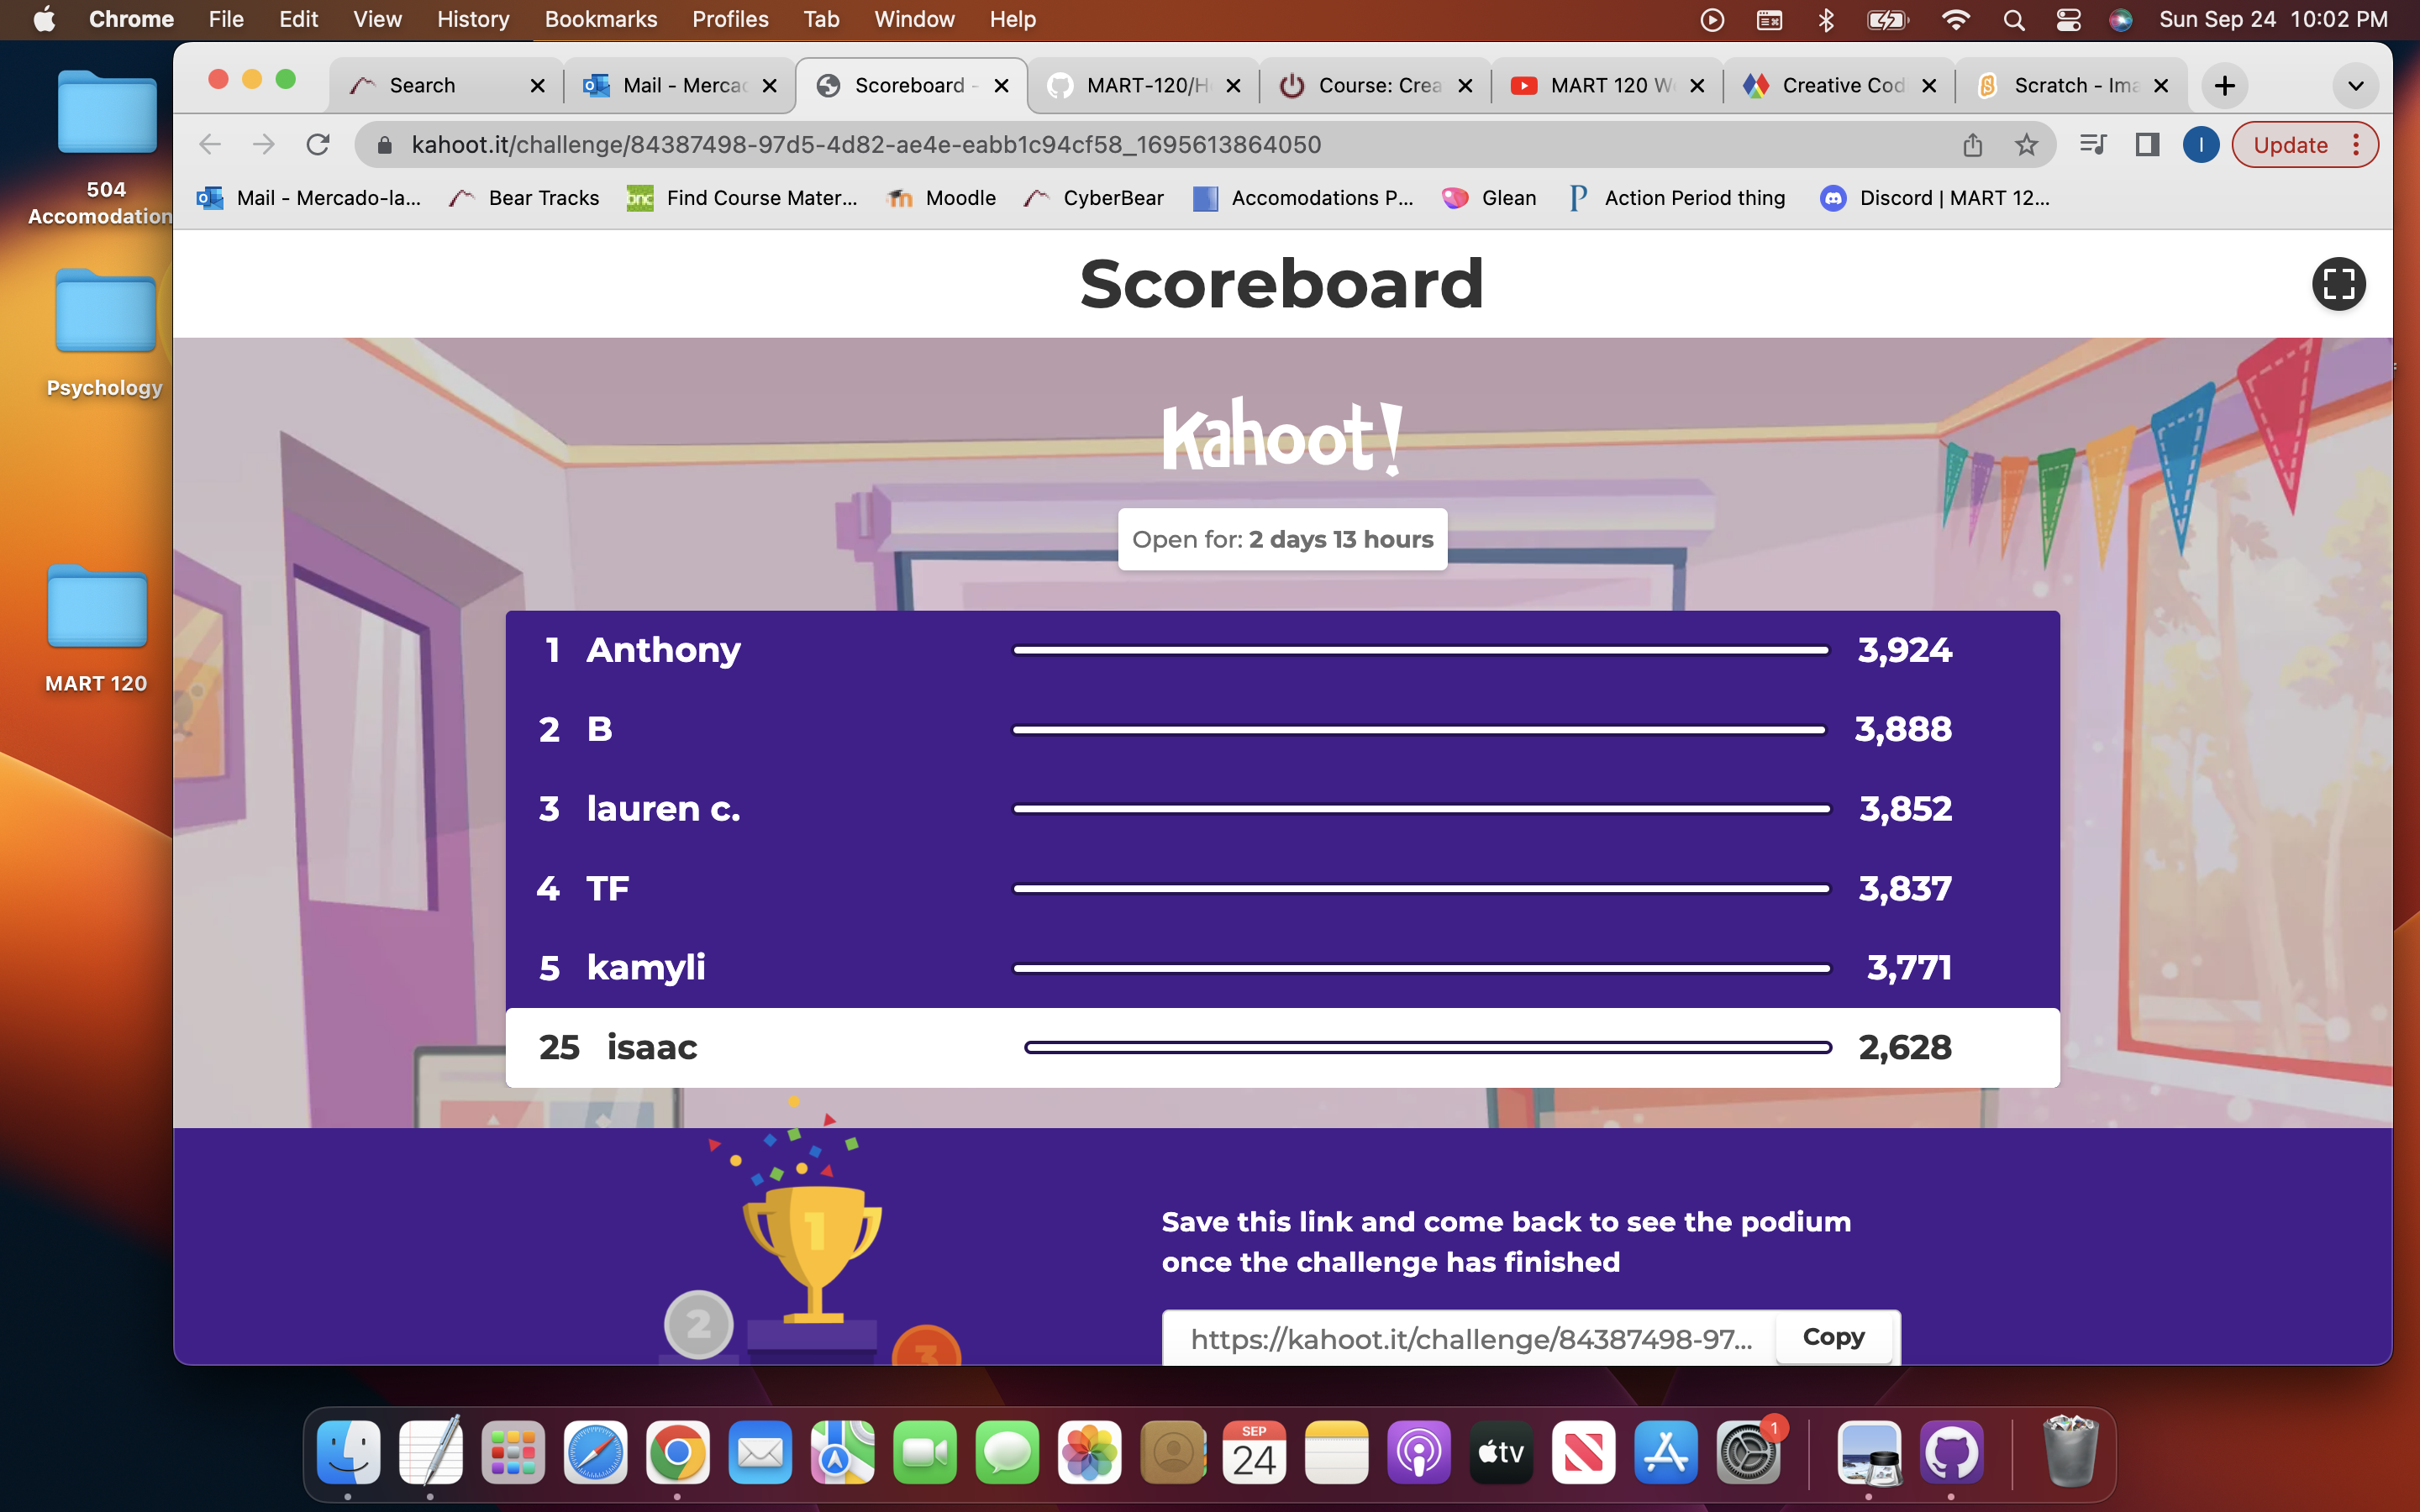 Chrome File Edit View History Bookmarks Profiles Tab Window Help Sun Sep 24 10:02 PM
Search Mail - Merca Scoreboard - MART-120/H Course: Crea MART 120 W Creative Cod Scratch - Ima
kahoot.it/challenge/84387498-97d5-4d82-ae4e-eabb1c94cf58_1695613864050 I Update
Mail - Mercado-la... Bear Tracks bnc Find Course Mater... Moodle CyberBear Accomodations P... Glean Action Period thing Discord | MART 12...
504
Accomodation
Psychology
MART 120
Scoreboard
Kahoot!
Open for: 2 days 13 hours
1 Anthony 3,924
2 B 3,888
3 lauren c. 3,852
4 TF 3,837
5 kamyli 3,771
25 isaac 2,628
1
2
3
Save this link and come back to see the podium
once the challenge has finished
https://kahoot.it/challenge/84387498-97... Copy
SEP
24
tv
1